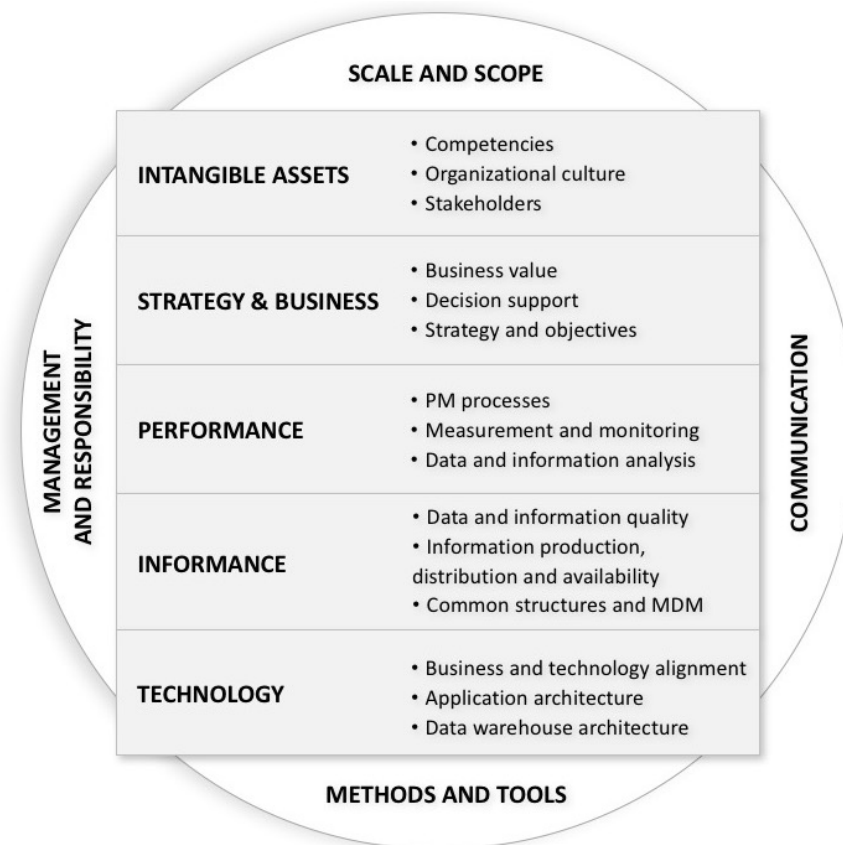 SCALE AND SCOPE
INTANGIBLE ASSETS
• Competencies
• Organizational culture
• Stakeholders
STRATEGY & BUSINESS
• Business value
• Decision support
• Strategy and objectives
MANAGEMENT
AND RESPONSIBILITY
PERFORMANCE
• PM processes
• Measurement and monitoring
• Data and information analysis
COMMUNICATION
INFORMANCE
• Data and information quality
• Information production,
distribution and availability
• Common structures and MDM
TECHNOLOGY
• Business and technology alignment
• Application architecture
• Data warehouse architecture
METHODS AND TOOLS